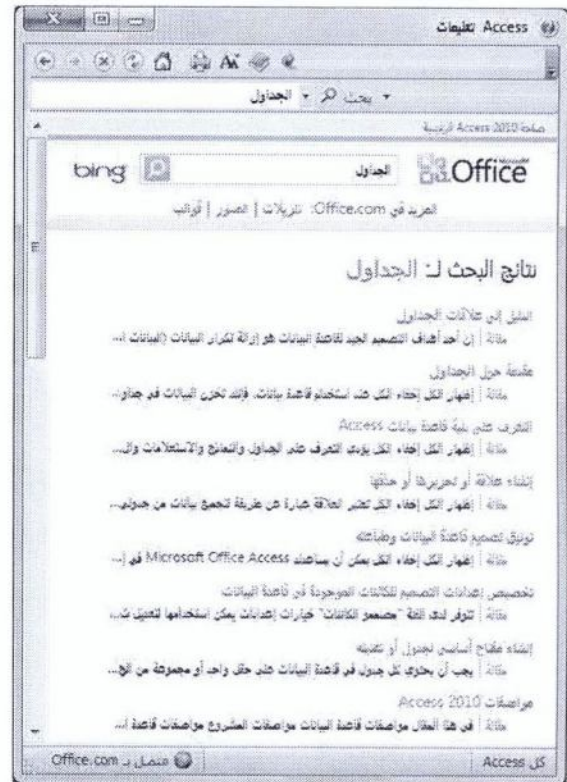 تعليمات Access
بحث الجداول
صفحة Access 2010 الرئيسية
Microsoft Office
الجداول
bing
المزيد في Office.com: تنزيلات | الصور | قوالب
نتائج البحث لـ: الجداول
الدليل إلى علاقات الجداول
مقالة | إن أحد أهداف التصميم الجيد لقاعدة البيانات هو إزالة تكرار البيانات (البيانات ا...
مقدمة حول الجداول
مقالة | إظهار الكل إخفاء الكل عند استخدام قاعدة بيانات، فإنك تخزن البيانات في جداو...
التعرف على بنية قاعدة بيانات Access
مقالة | إظهار الكل إخفاء الكل يؤدي التعرف على الجداول والنماذج والاستعلامات وال...
إنشاء علاقة أو تحريرها أو حذفها
مقالة | إظهار الكل إخفاء الكل تعتبر العلاقة عبارة عن طريقة لتجميع بيانات من جدولي...
توثيق تصميم قاعدة البيانات وطباعته
مقالة | إظهار الكل إخفاء الكل يمكن أن يساعدك Microsoft Office Access في إ...
تخصيص إعدادات التصميم للكائنات الموجودة في قاعدة البيانات
مقالة | تتوفر لدى الفئة "مصممو الكائنات" خيارات إعدادات يمكن استخدامها لتعديل ت...
إنشاء مفتاح أساسي لجدول أو تعديله
مقالة | يجب أن يحتوي كل جدول في قاعدة البيانات على حقل واحد أو مجموعة من الح...
مواصفات Access 2010
مقالة | في هذا المقال مواصفات قاعدة البيانات مواصفات المشروع مواصفات قاعدة ا...
كل Access
متصل بـ Office.com